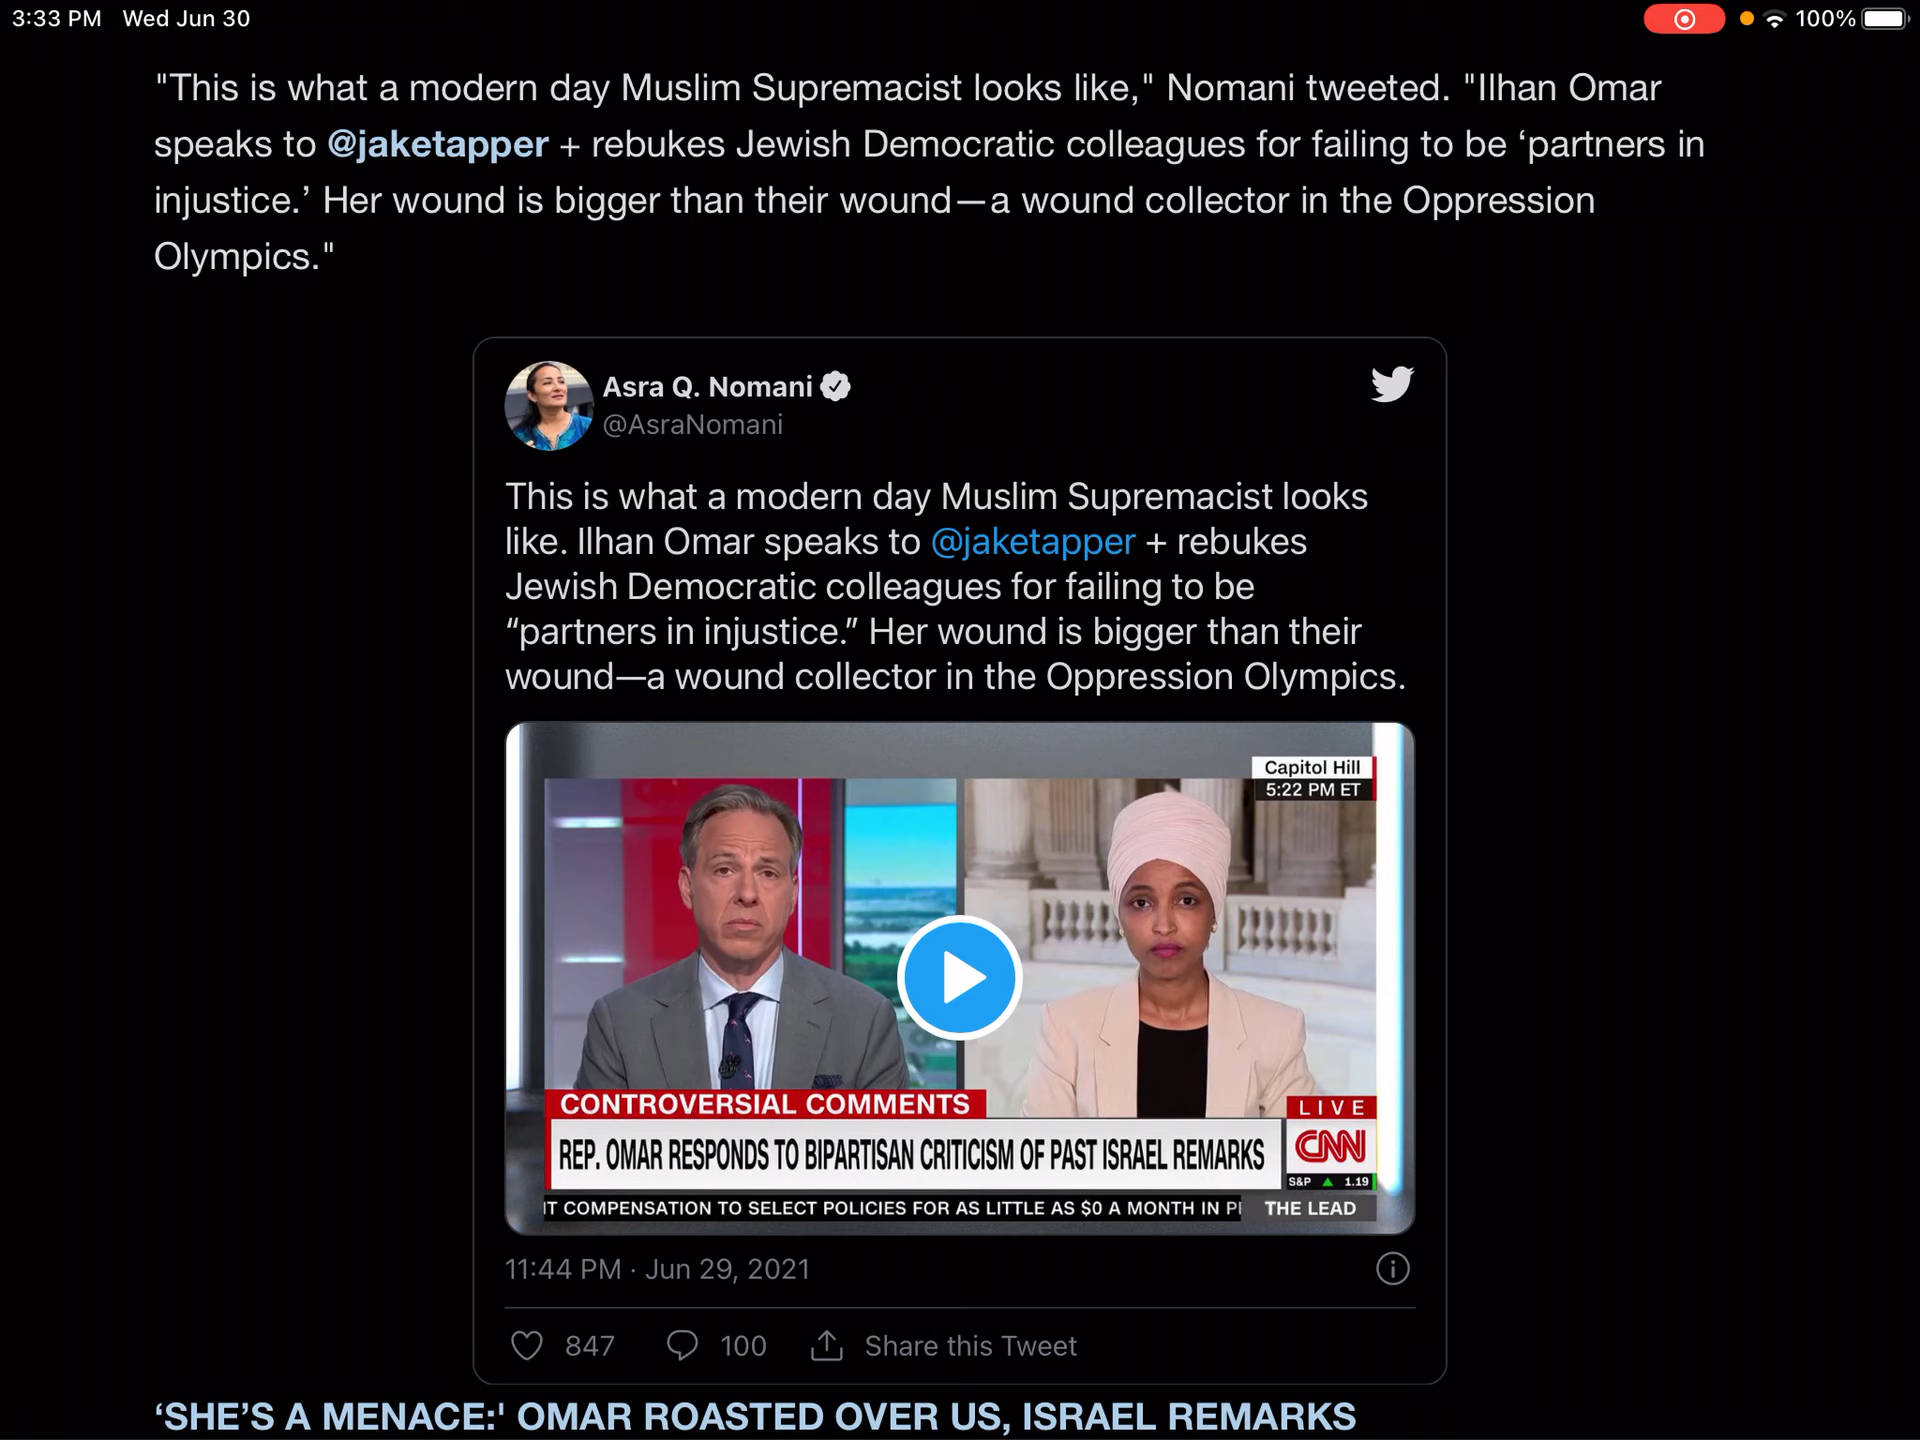 3:33 PM Wed Jun 30
100%
"This is what a modern day Muslim Supremacist looks like," Nomani tweeted. "Ilhan Omar
speaks to @jaketapper + rebukes Jewish Democratic colleagues for failing to be ‘partners in
injustice.’ Her wound is bigger than their wound—a wound collector in the Oppression
Olympics."
Asra Q. Nomani
@AsraNomani
This is what a modern day Muslim Supremacist looks
like. Ilhan Omar speaks to @jaketapper + rebukes
Jewish Democratic colleagues for failing to be
“partners in injustice.” Her wound is bigger than their
wound—a wound collector in the Oppression Olympics.
Capitol Hill
5:22 PM ET
CONTROVERSIAL COMMENTS
LIVE
REP. OMAR RESPONDS TO BIPARTISAN CRITICISM OF PAST ISRAEL REMARKS
CNN
S&P ▲ 1.19
COMPENSATION TO SELECT POLICIES FOR AS LITTLE AS $0 A MONTH IN
THE LEAD
11:44 PM · Jun 29, 2021
847 100 Share this Tweet
‘SHE’S A MENACE:' OMAR ROASTED OVER US, ISRAEL REMARKS